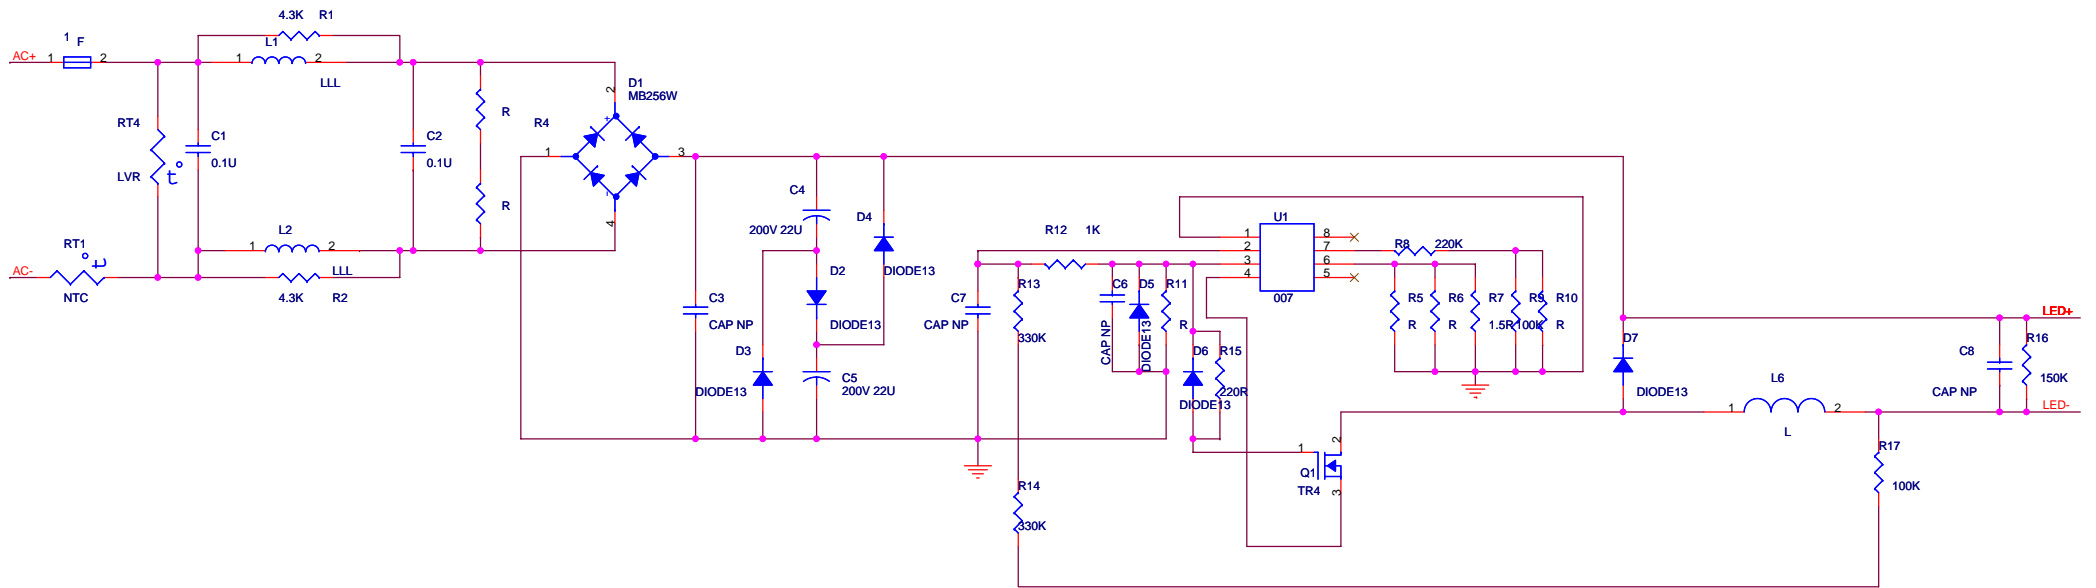 4.3K R1
1 F
AC+ 1 2
1 L1 2
LLL
D1
MB256W
2
R
R4
RT4
C1
0.1U
C2
0.1U
LVR t
+
1 3
-
R
4
RT1
t
AC-
NTC
L2
1 2
LLL
4.3K R2
C4
200V 22U
D4
D2
DIODE13
C3
CAP NP
DIODE13
D3
DIODE13
C5
200V 22U
R12 1K
U1
1 8
2 7
3 6
4 5
007
R8 220K
C7
CAP NP
R13
330K
C6
CAP NP
D5
DIODE13
R11
R
D6
DIODE13
R15
220R
R5
R
R6
R
R7
1.5R
R9
100K
R10
R
R14
330K
1 2
Q1
TR4
3
D7
DIODE13
L6
1 2
L
LED+
C8
CAP NP
R16
150K
LED-
R17
100K